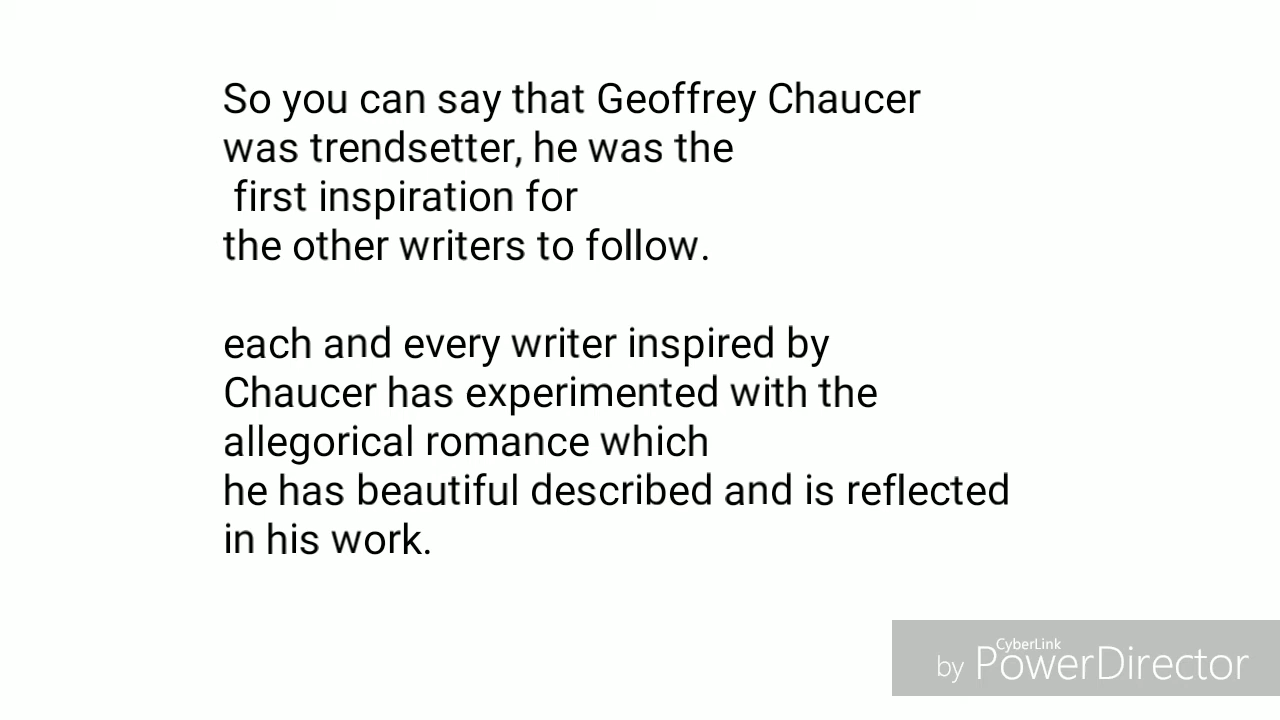 So you can say that Geoffrey Chaucer
was trendsetter, he was the
first inspiration for
the other writers to follow.
each and every writer inspired by
Chaucer has experimented with the
allegorical romance which
he has beautiful described and is reflected
in his work.
CyberLink
by PowerDirector